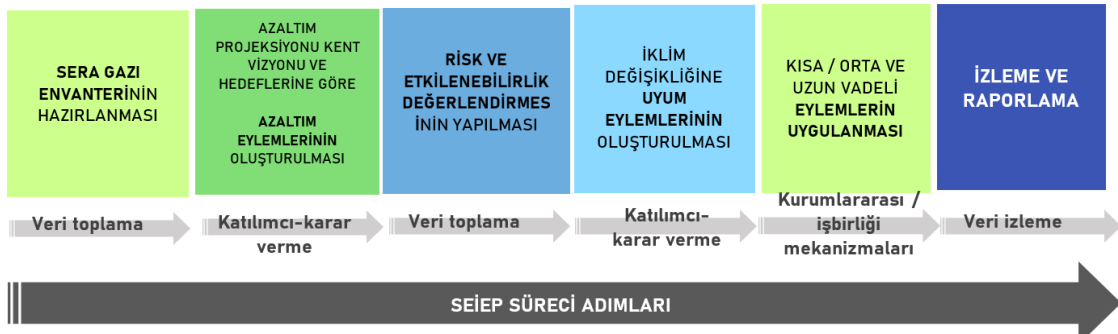 SERA GAZI
ENVANTERİNİN
HAZIRLANMASI
AZALTIM
PROJEKSİYONU KENT
VİZYONU VE
HEDEFLERİNE GÖRE
AZALTIM
EYLEMLERİNİN
OLUŞTURULMASI
RİSK VE
ETKİLENEBİLİRLİK
DEĞERLENDİRMES
İNİN YAPILMASI
İKLİM
DEĞİŞİKLİĞİNE
UYUM
EYLEMLERİNİN
OLUŞTURULMASI
KISA / ORTA VE
UZUN VADELİ
EYLEMLERİN
UYGULANMASI
İZLEME VE
RAPORLAMA
Veri toplama
Katılımcı-karar
verme
Veri toplama
Katılımcı-
karar verme
Kurumlararası /
işbirliği
mekanizmaları
Veri izleme
SEİEP SÜRECİ ADIMLARI